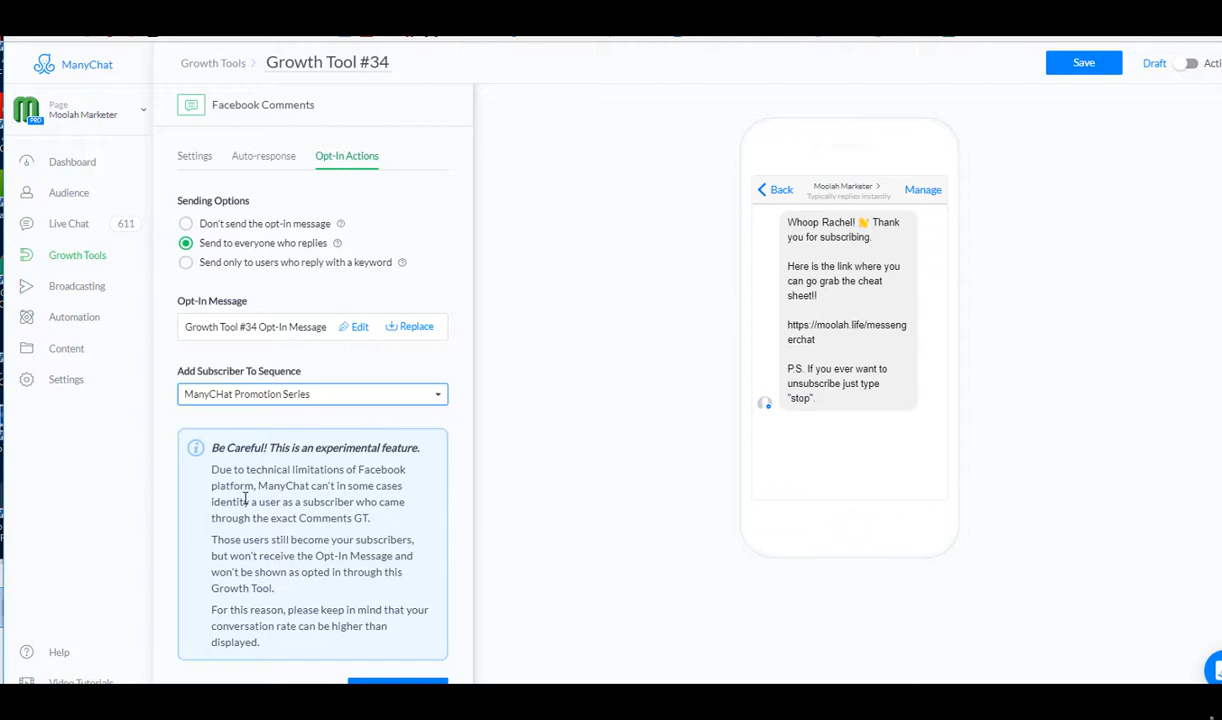 ManyChat
Growth Tools
Growth Tool #34
Save
Draft
Acti
Page
Moolah Marketer
PRO
Facebook Comments
Dashboard
Audience
Live Chat 611
Growth Tools
Broadcasting
Automation
Content
Settings
Help
Video Tutorials
Settings
Auto-response
Opt-In Actions
Sending Options
Don't send the opt-in message
Send to everyone who replies
Send only to users who reply with a keyword
Opt-In Message
Growth Tool #34 Opt-In Message Edit Replace
Add Subscriber To Sequence
ManyCHat Promotion Series
Be Careful! This is an experimental feature.
Due to technical limitations of Facebook
platform, ManyChat can't in some cases
identity a user as a subscriber who came
through the exact Comments GT.
Those users still become your subscribers,
but won't receive the Opt-In Message and
won't be shown as opted in through this
Growth Tool.
For this reason, please keep in mind that your
conversation rate can be higher than
displayed.
Back
Moolah Marketer >
Typically replies instantly
Manage
Whoop Rachell 👋 Thank
you for subscribing.
Here is the link where you
can go grab the cheat
sheet!!
https://moolah.life/messeng
erchat
P.S. If you ever want to
unsubscribe just type
"stop".